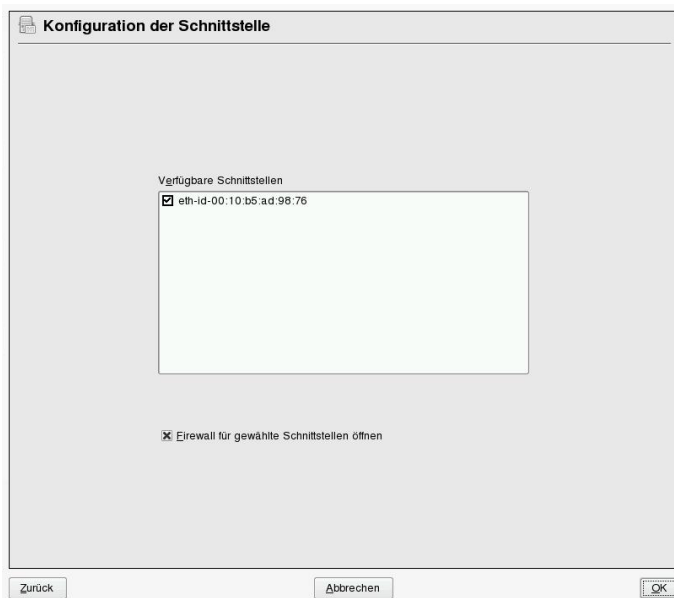 Konfiguration der Schnittstelle
Verfügbare Schnittstellen
eth-id-00:10:b5:ad:98:76
Firewall für gewählte Schnittstellen öffnen
Zurück
Abbrechen
OK